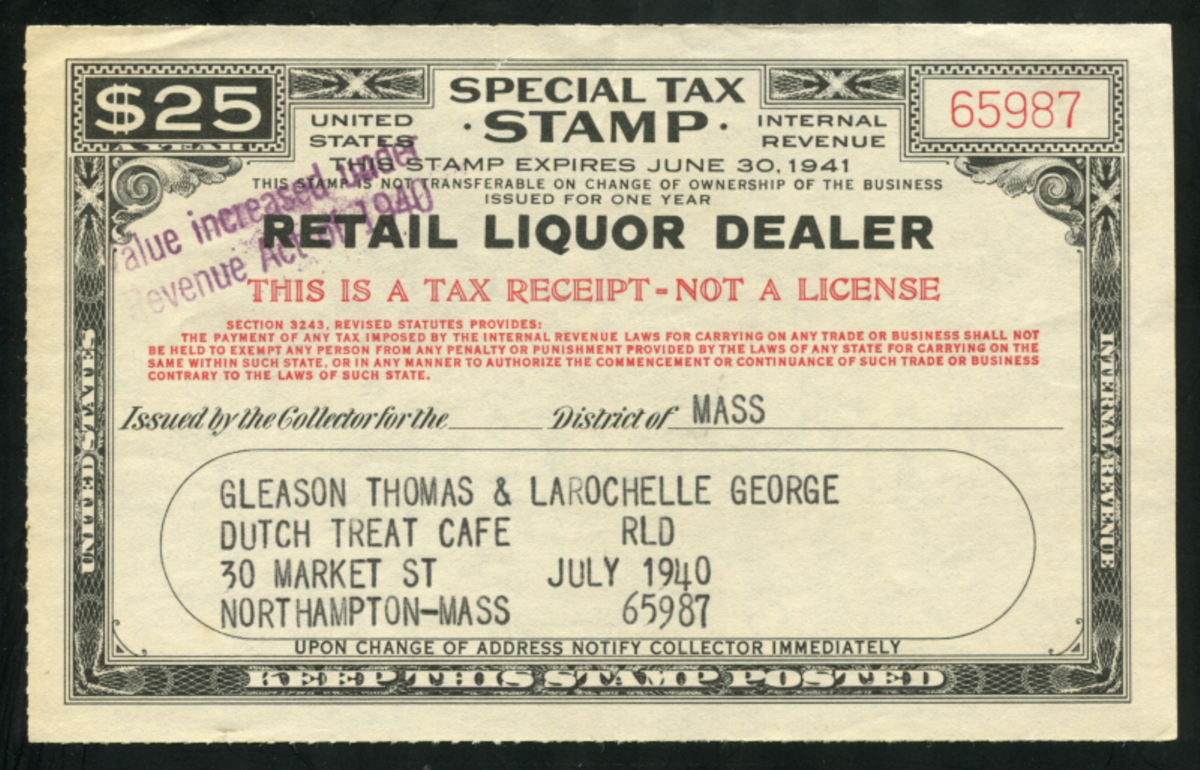 $25
A YEAR
UNITED STATES
SPECIAL TAX
· STAMP ·
INTERNAL REVENUE
65987
THIS STAMP EXPIRES JUNE 30, 1941
THIS STAMP IS NOT TRANSFERABLE ON CHANGE OF OWNERSHIP OF THE BUSINESS
ISSUED FOR ONE YEAR
Value increased under
Revenue Act of 1940
RETAIL LIQUOR DEALER
THIS IS A TAX RECEIPT - NOT A LICENSE
SECTION 3243, REVISED STATUTES PROVIDES:
THE PAYMENT OF ANY TAX IMPOSED BY THE INTERNAL REVENUE LAWS FOR CARRYING ON ANY TRADE OR BUSINESS SHALL NOT
BE HELD TO EXEMPT ANY PERSON FROM ANY PENALTY OR PUNISHMENT PROVIDED BY THE LAWS OF ANY STATE FOR CARRYING ON THE
SAME WITHIN SUCH STATE, OR IN ANY MANNER TO AUTHORIZE THE COMMENCEMENT OR CONTINUANCE OF SUCH TRADE OR BUSINESS
CONTRARY TO THE LAWS OF SUCH STATE.
Issued by the Collector for the ______ District of MASS
GLEASON THOMAS & LAROCHELLE GEORGE
DUTCH TREAT CAFE RLD
30 MARKET ST JULY 1940
NORTHAMPTON-MASS 65987
UPON CHANGE OF ADDRESS NOTIFY COLLECTOR IMMEDIATELY
KEEP THIS STAMP POSTED
UNITED STATES
INTERNAL REVENUE